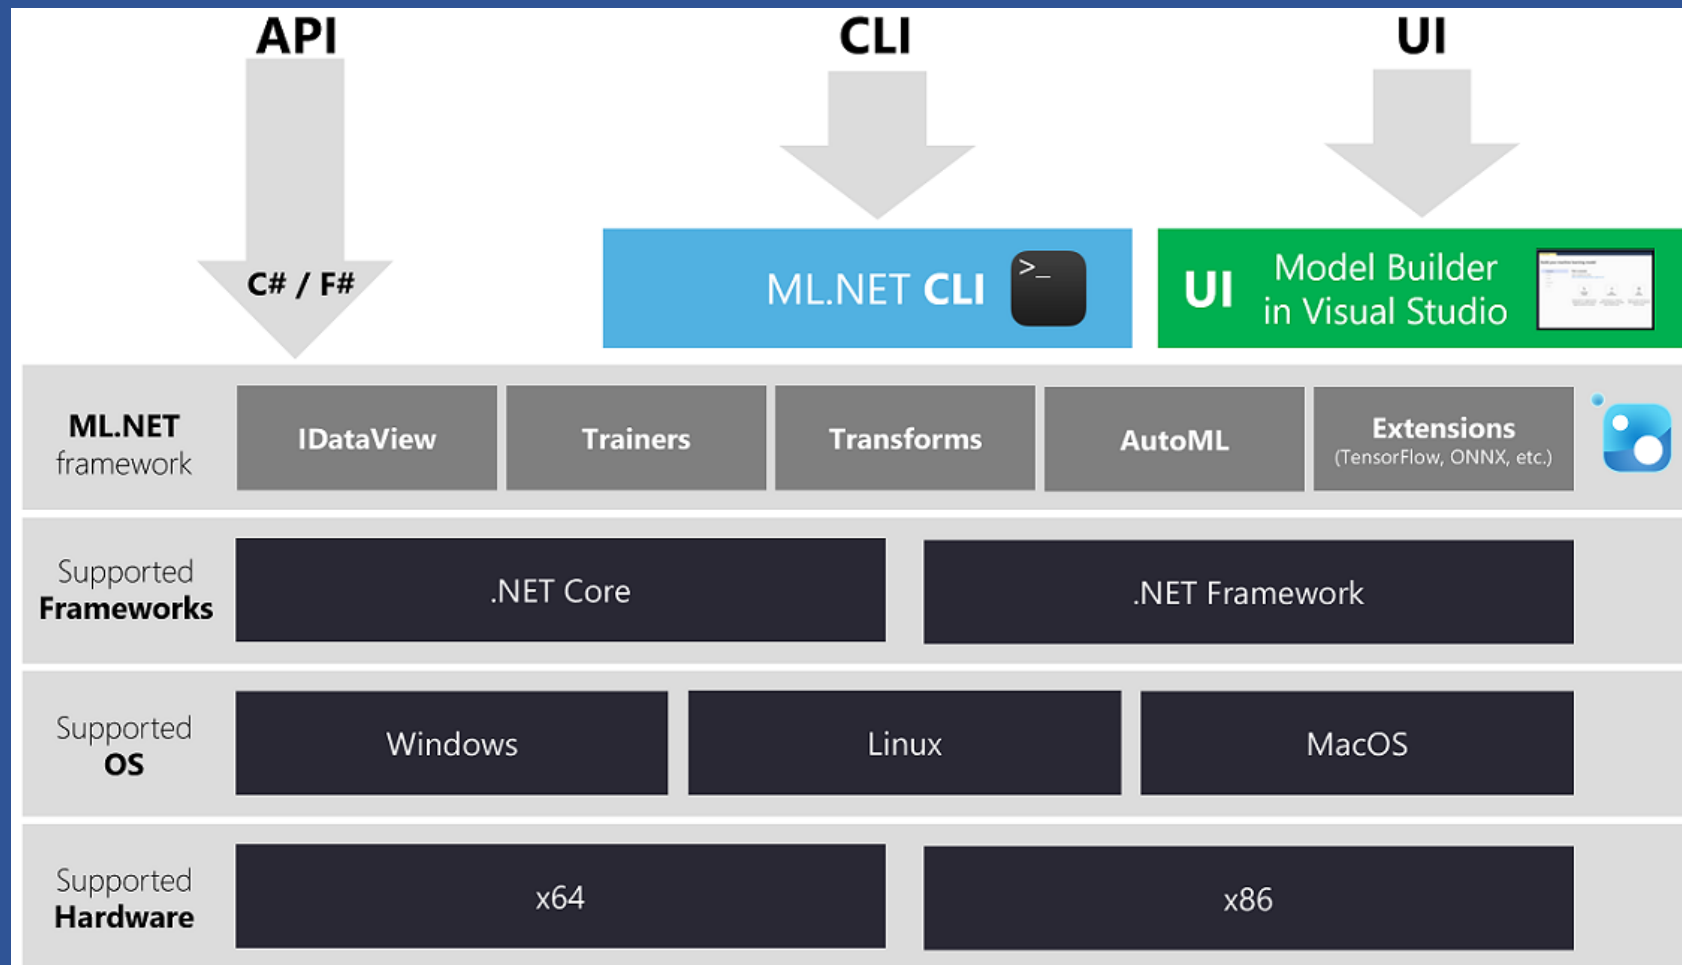 API
CLI
UI
C# / F#
ML.NET CLI
>_
UI
Model Builder
in Visual Studio
ML.NET
framework
IDataView
Trainers
Transforms
AutoML
Extensions
(TensorFlow, ONNX, etc.)
Supported
Frameworks
.NET Core
.NET Framework
Supported
OS
Windows
Linux
MacOS
Supported
Hardware
x64
x86